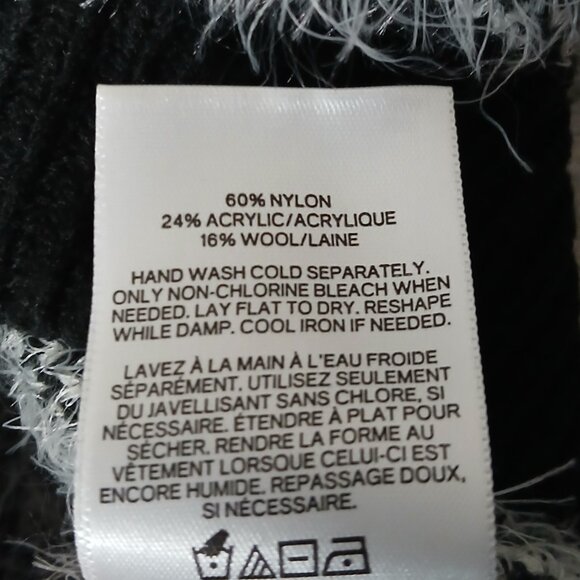 60% NYLON
24% ACRYLIC/ACRYLIQUE
16% WOOL/LAINE
HAND WASH COLD SEPARATELY.
ONLY NON-CHLORINE BLEACH WHEN
NEEDED. LAY FLAT TO DRY. RESHAPE
WHILE DAMP. COOL IRON IF NEEDED.
LAVEZ À LA MAIN À L'EAU FROIDE
SÉPARÉMENT. UTILISEZ SEULEMENT
DU JAVELLISANT SANS CHLORE, SI
NÉCESSAIRE. ÉTENDRE À PLAT POUR
SÉCHER. RENDRE LA FORME AU
VÊTEMENT LORSQUE CELUI-CI EST
ENCORE HUMIDE. REPASSAGE DOUX,
SI NÉCESSAIRE.